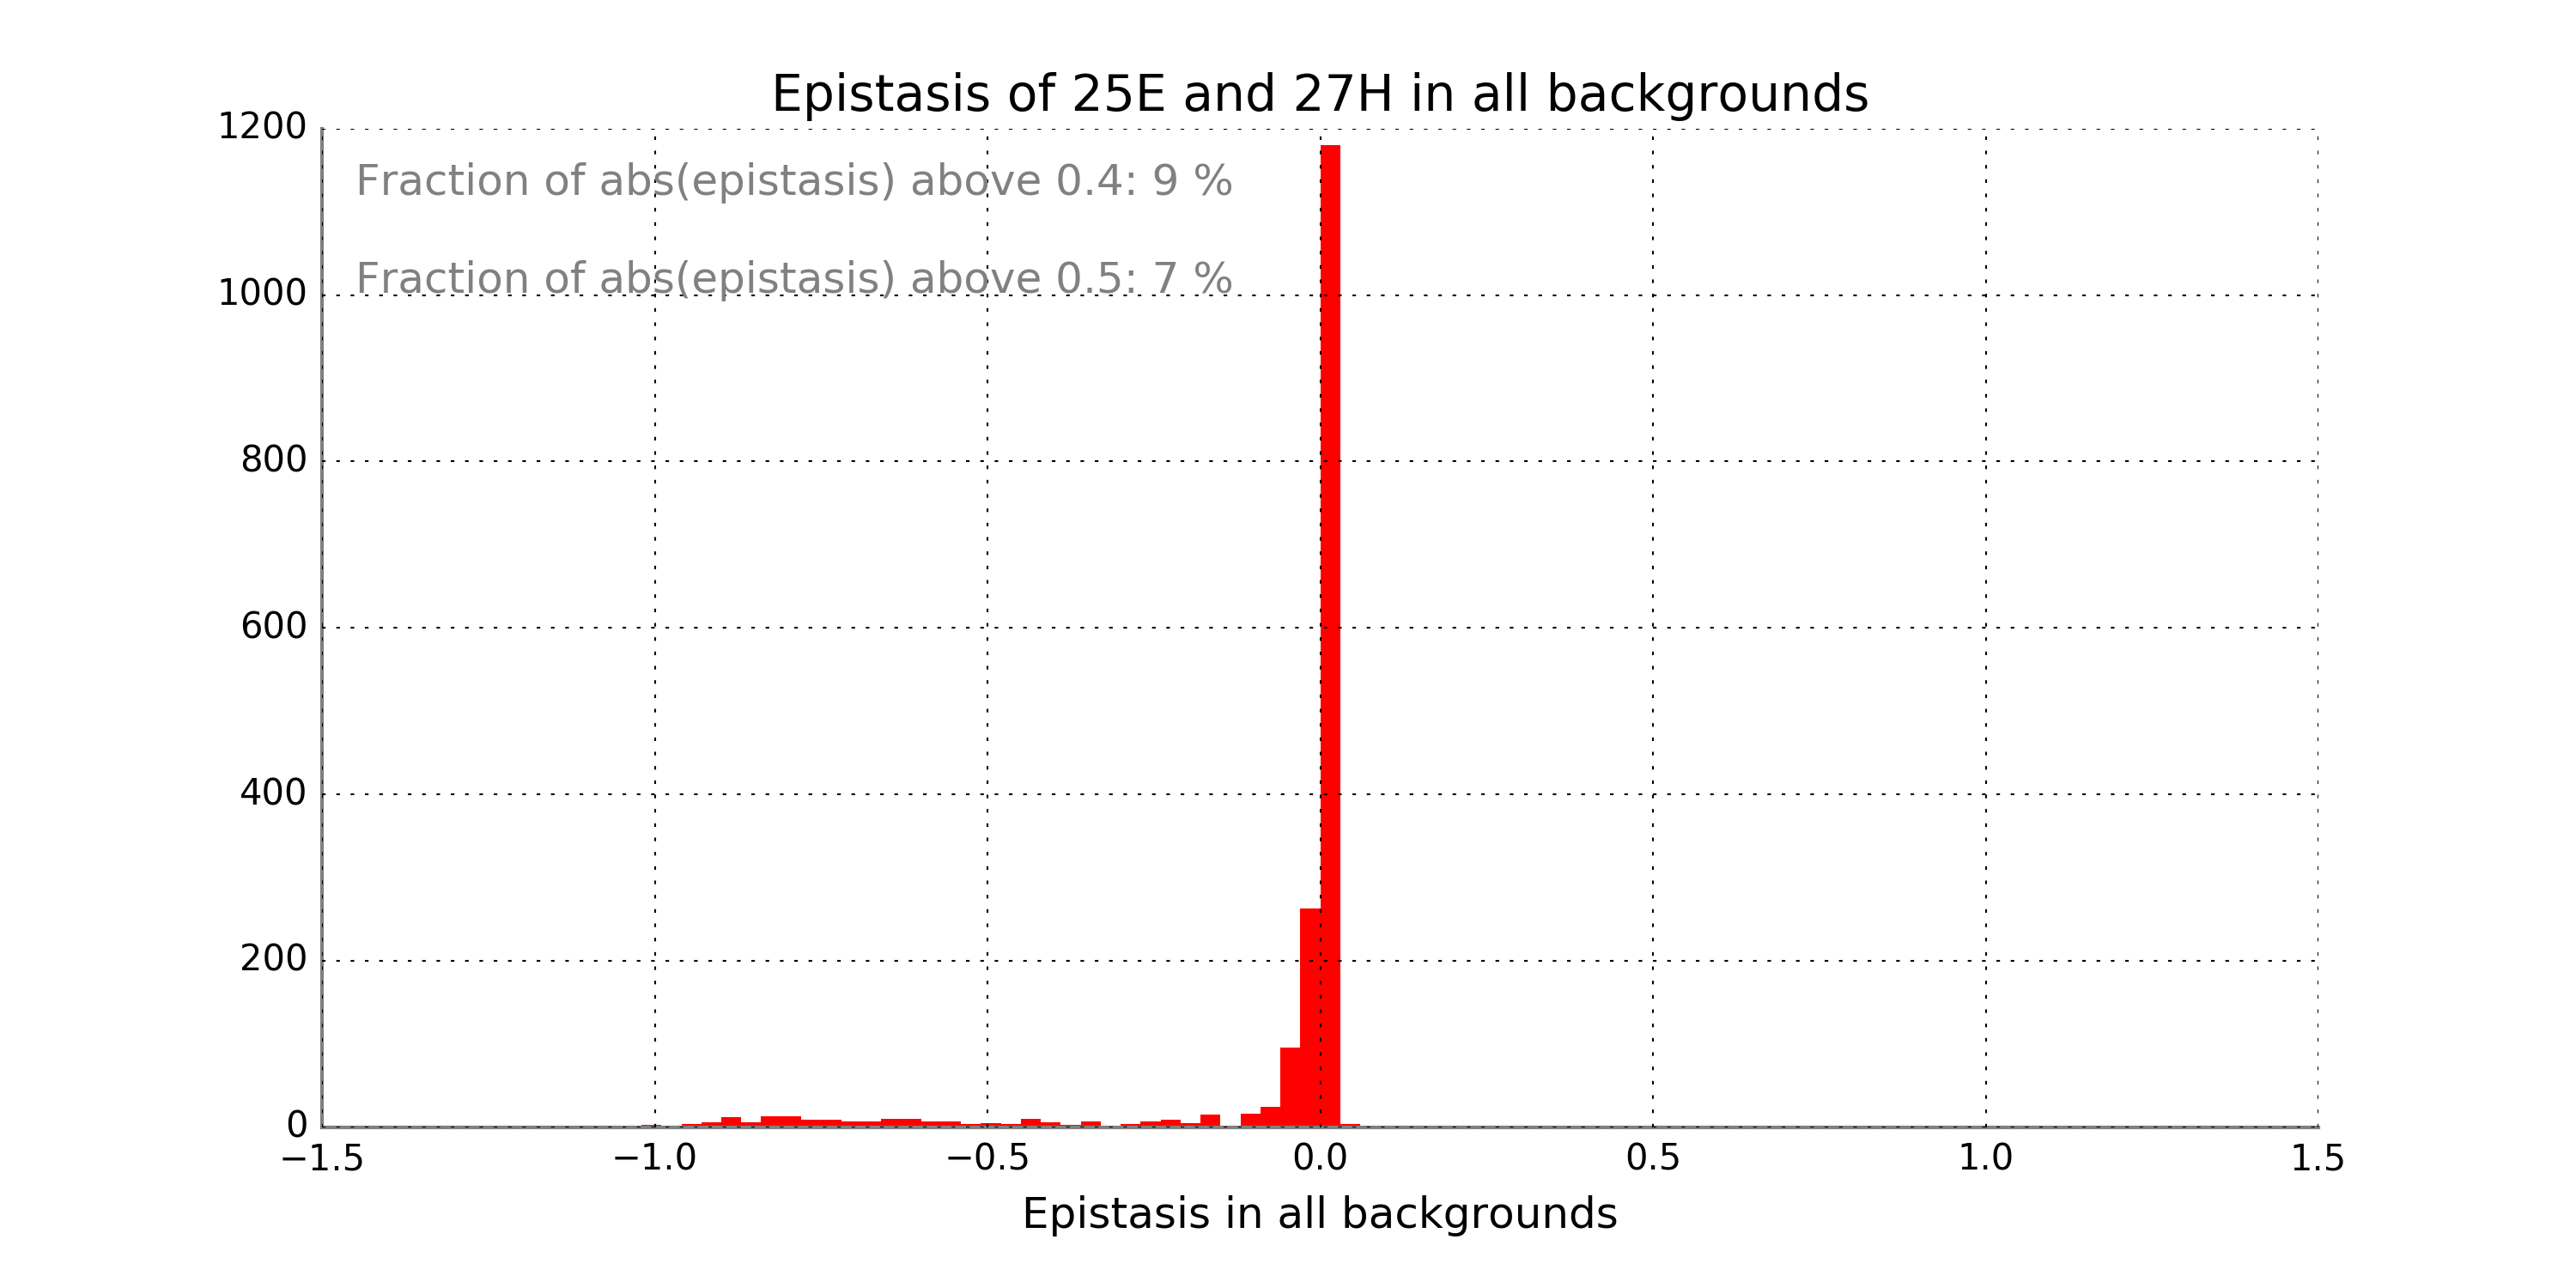 Epistasis of 25E and 27H in all backgrounds
1200
Fraction of abs(epistasis) above 0.4: 9 %
Fraction of abs(epistasis) above 0.5: 7 %
1000
800
600
400
200
0
−1.5 −1.0 −0.5 0.0 0.5 1.0 1.5
Epistasis in all backgrounds